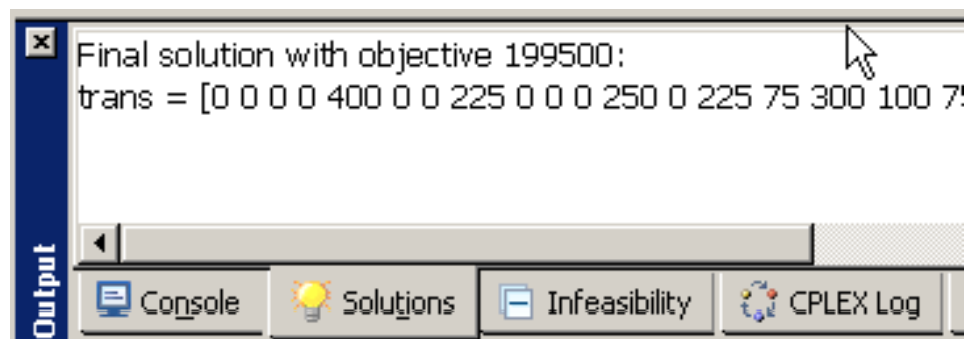 Final solution with objective 199500:
trans = [0 0 0 0 400 0 0 225 0 0 0 250 0 225 75 300 100
Output
Console Solutions Infeasibility CPLEX Log